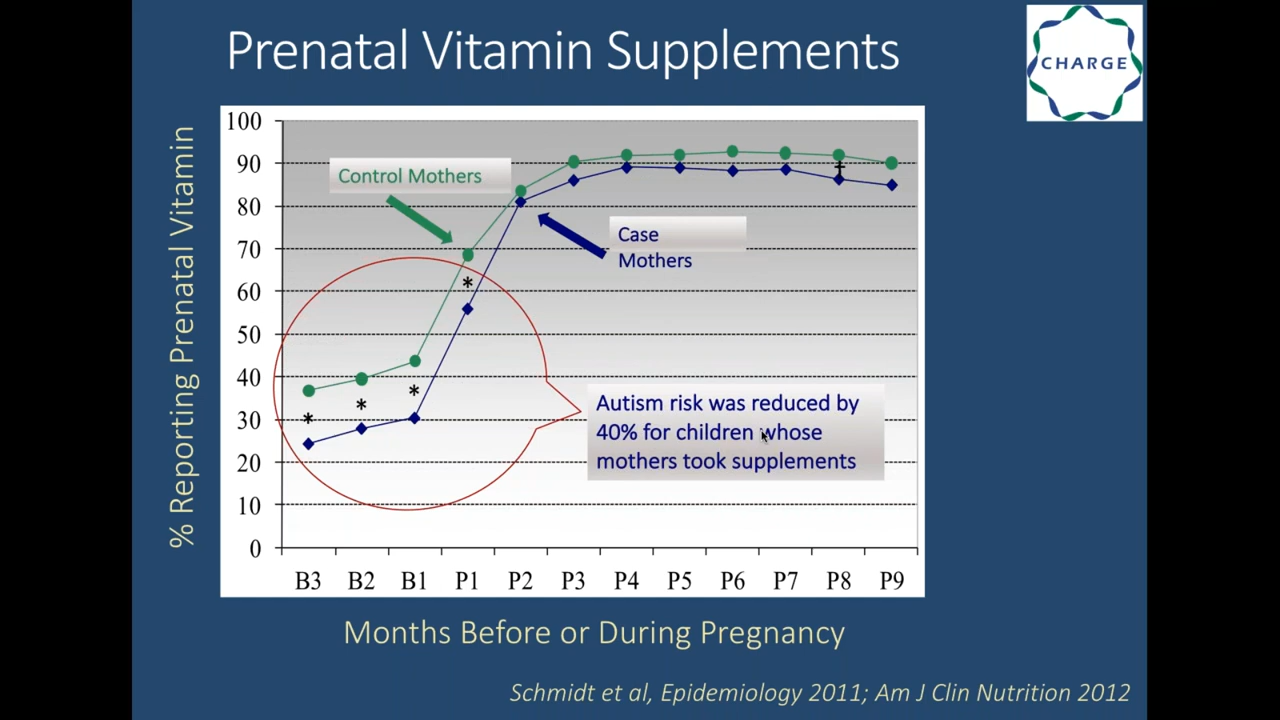 Prenatal Vitamin Supplements
CHARGE
% Reporting Prenatal Vitamin
100
90
80
70
60
50
40
30
20
10
0
Control Mothers
Case
Mothers
*
*
*
*
†
Autism risk was reduced by
40% for children whose
mothers took supplements
B3 B2 B1 P1 P2 P3 P4 P5 P6 P7 P8 P9
Months Before or During Pregnancy
Schmidt et al, Epidemiology 2011; Am J Clin Nutrition 2012